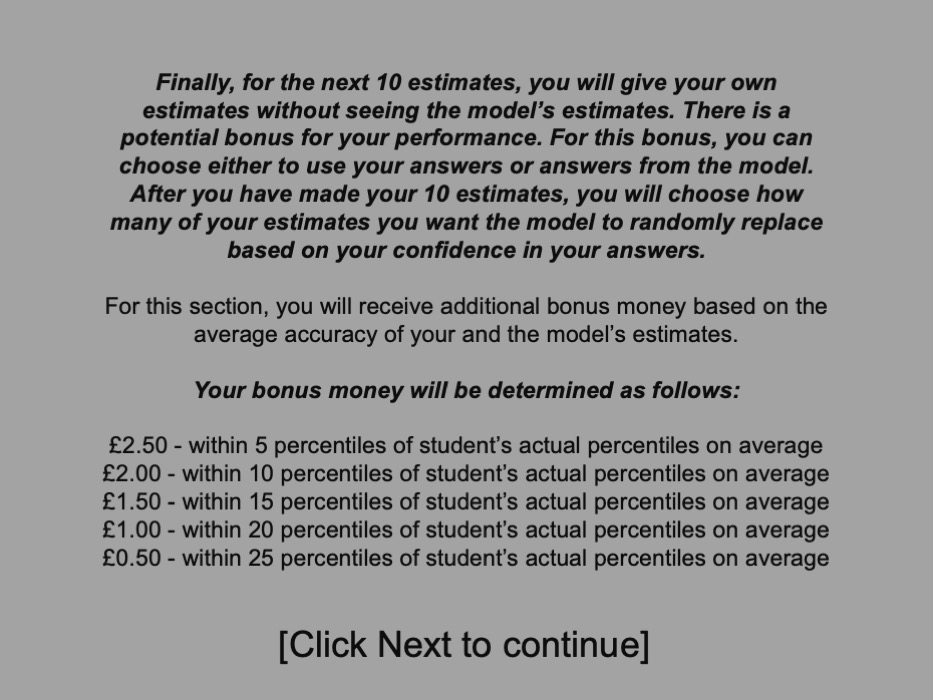 Finally, for the next 10 estimates, you will give your own
estimates without seeing the model's estimates. There is a
potential bonus for your performance. For this bonus, you can
choose either to use your answers or answers from the model.
After you have made your 10 estimates, you will choose how
many of your estimates you want the model to randomly replace
based on your confidence in your answers.
For this section, you will receive additional bonus money based on the
average accuracy of your and the model's estimates.
Your bonus money will be determined as follows:
£2.50 - within 5 percentiles of student's actual percentiles on average
£2.00 - within 10 percentiles of student's actual percentiles on average
£1.50 - within 15 percentiles of student's actual percentiles on average
£1.00 - within 20 percentiles of student's actual percentiles on average
£0.50 - within 25 percentiles of student's actual percentiles on average
[Click Next to continue]